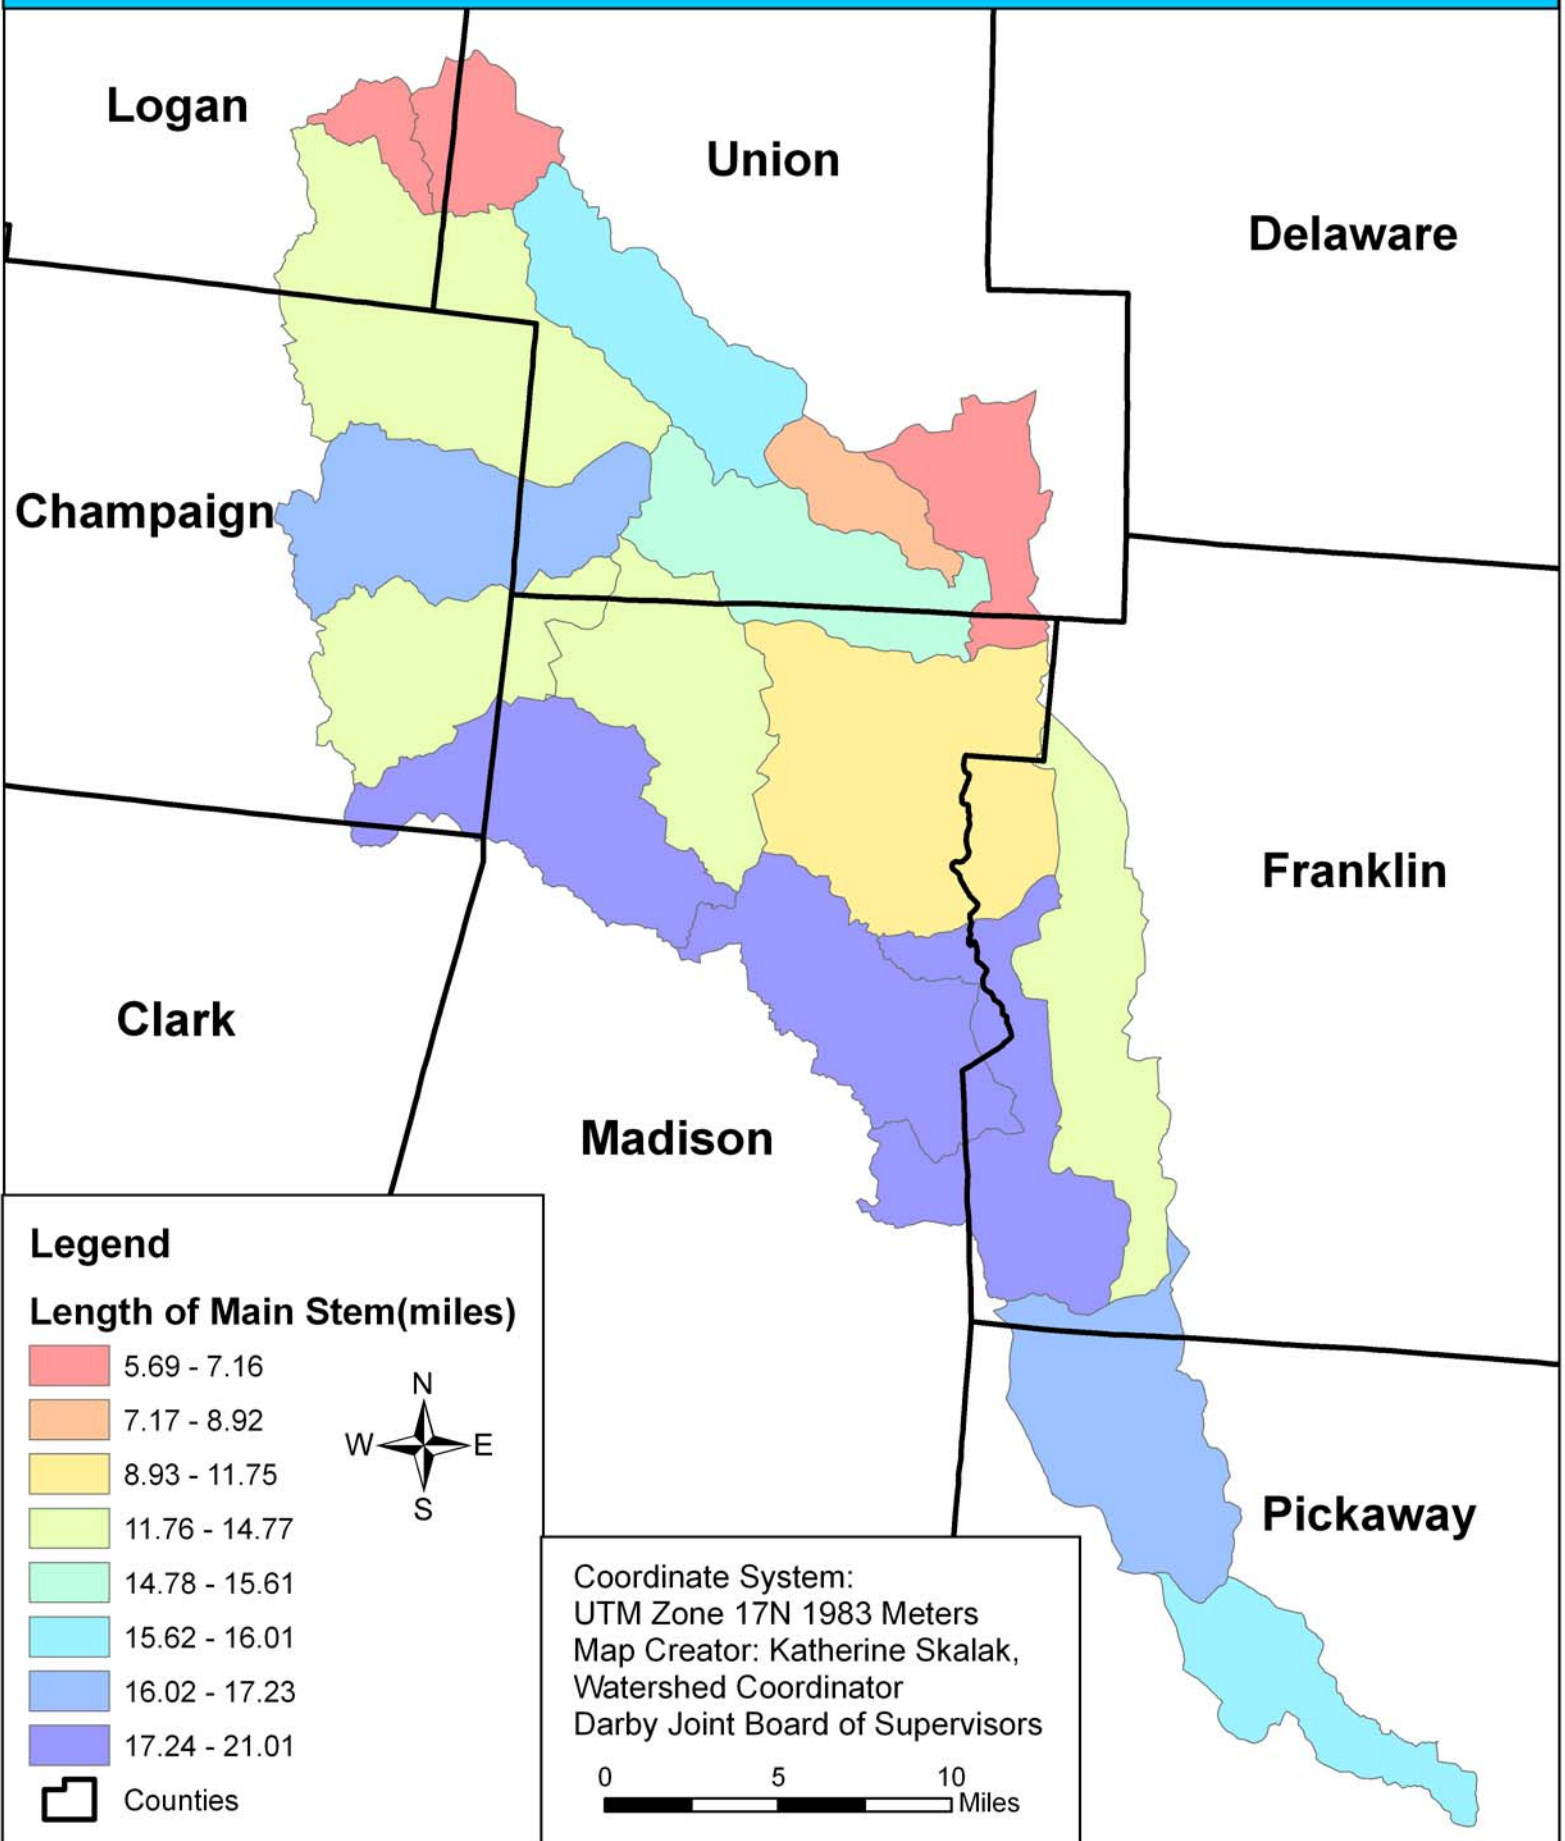 Logan
Union
Delaware
Champaign
Franklin
Clark
Madison
Pickaway
Legend
Length of Main Stem(miles)
5.69 - 7.16
7.17 - 8.92
8.93 - 11.75
11.76 - 14.77
14.78 - 15.61
15.62 - 16.01
16.02 - 17.23
17.24 - 21.01
Counties
N
W E
S
Coordinate System:
UTM Zone 17N 1983 Meters
Map Creator: Katherine Skalak,
Watershed Coordinator
Darby Joint Board of Supervisors
0 5 10
Miles